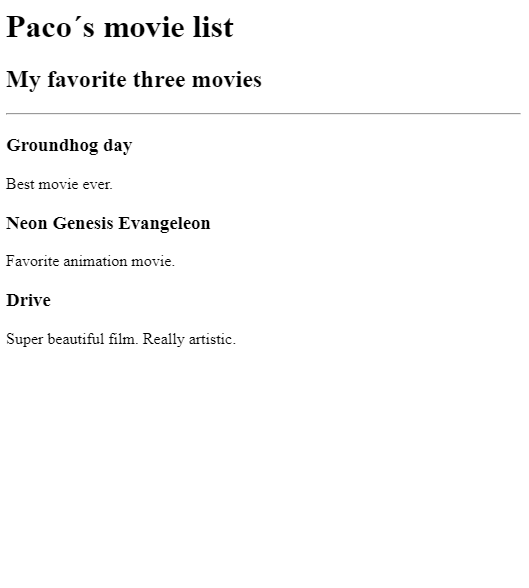 Paco´s movie list
My favorite three movies
Groundhog day
Best movie ever.
Neon Genesis Evangeleon
Favorite animation movie.
Drive
Super beautiful film. Really artistic.